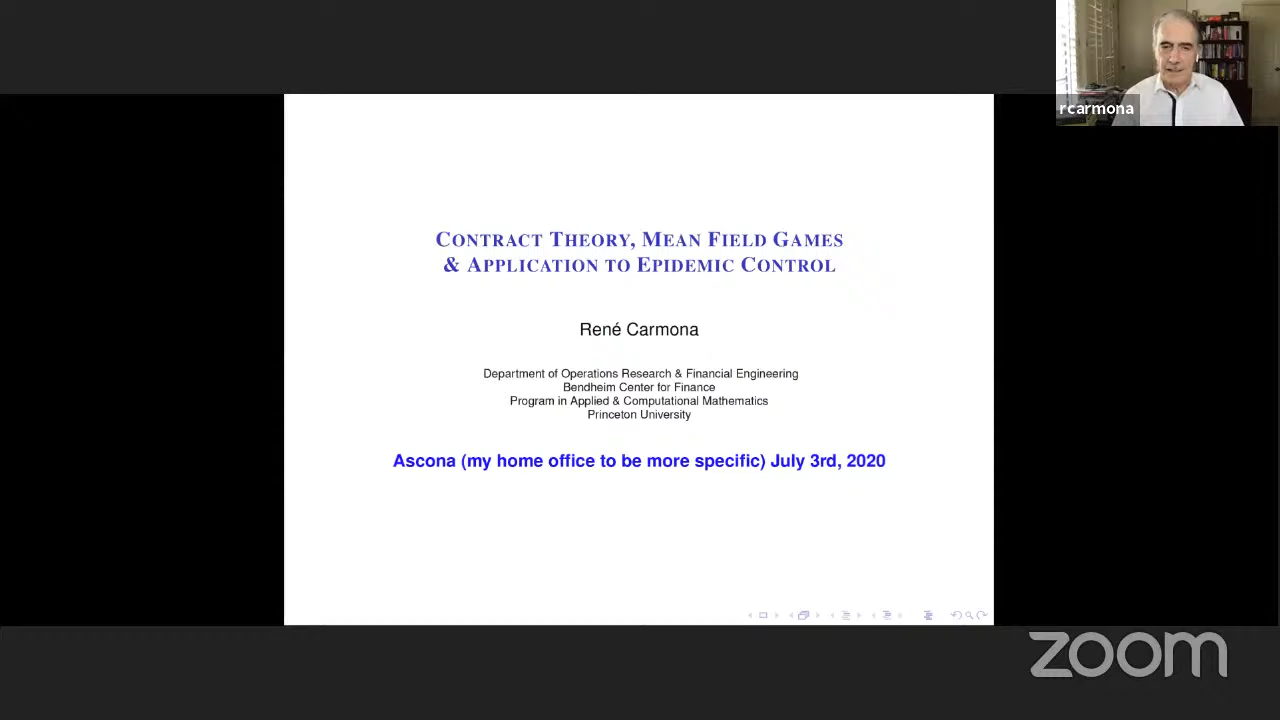 rcarmona
CONTRACT THEORY, MEAN FIELD GAMES
& APPLICATION TO EPIDEMIC CONTROL
René Carmona
Department of Operations Research & Financial Engineering
Bendheim Center for Finance
Program in Applied & Computational Mathematics
Princeton University
Ascona (my home office to be more specific) July 3rd, 2020
zoom